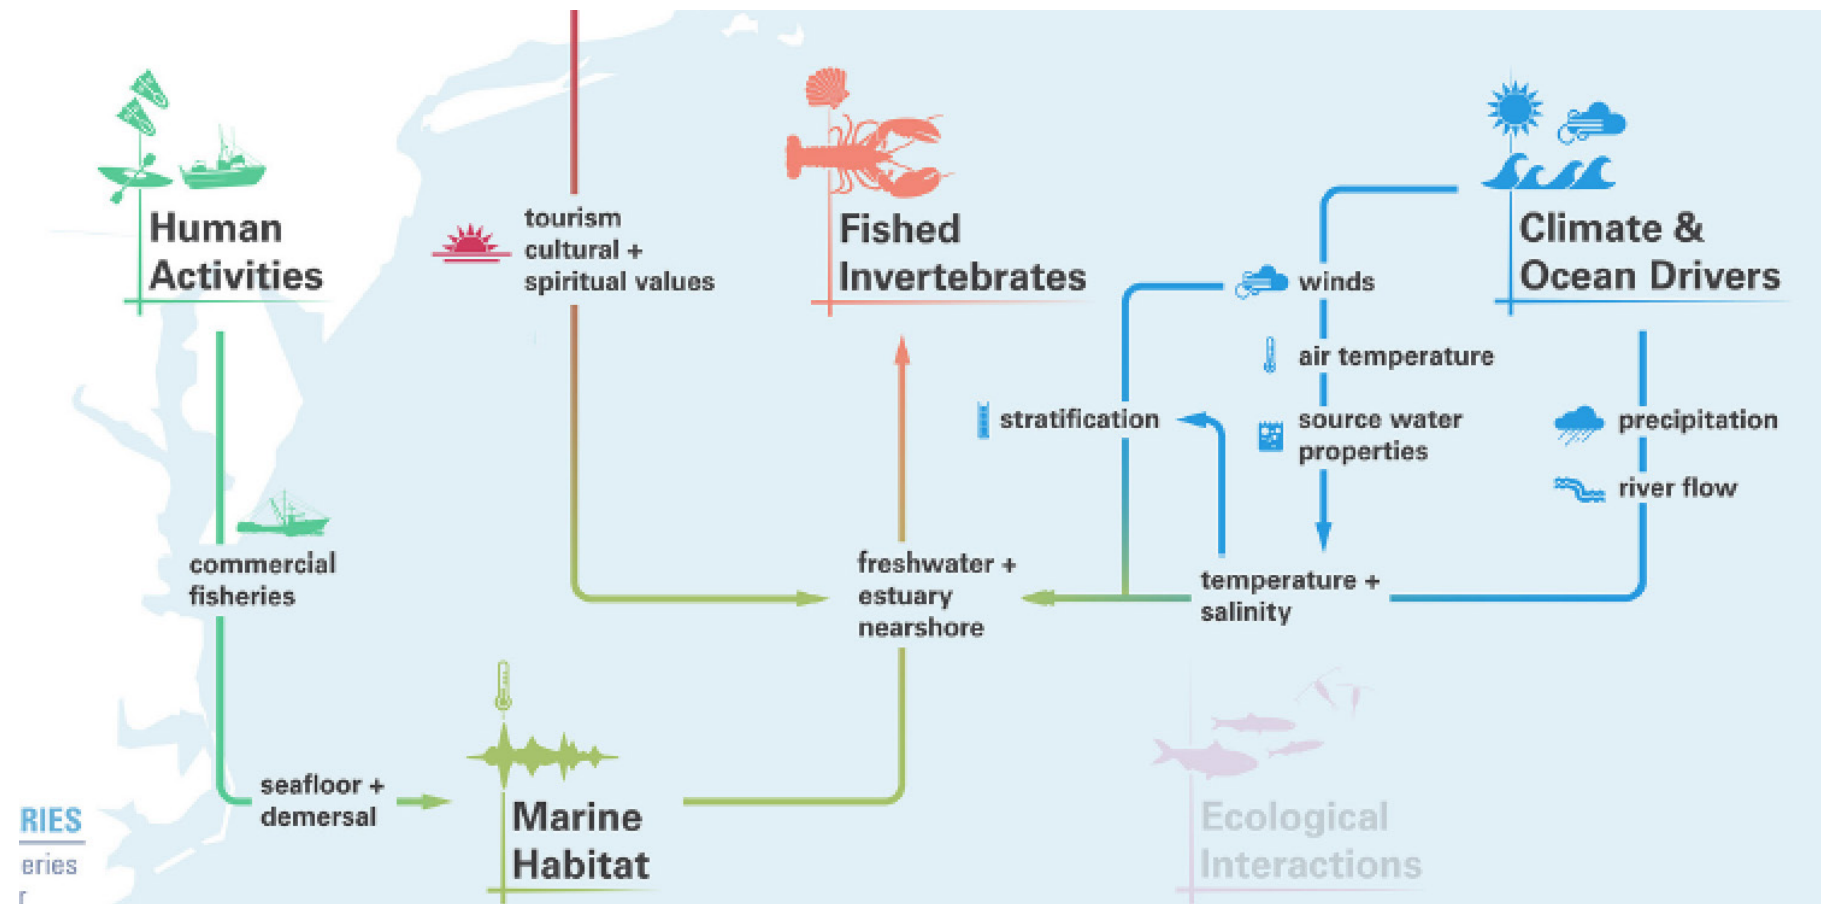 Human
Activities
tourism
cultural +
spiritual values
Fished
Invertebrates
Climate &
Ocean Drivers
winds
air temperature
stratification
source water
properties
precipitation
river flow
commercial
fisheries
freshwater +
estuary
nearshore
temperature +
salinity
seafloor +
demersal
Marine
Habitat
Ecological
Interactions
RIES
eries
r